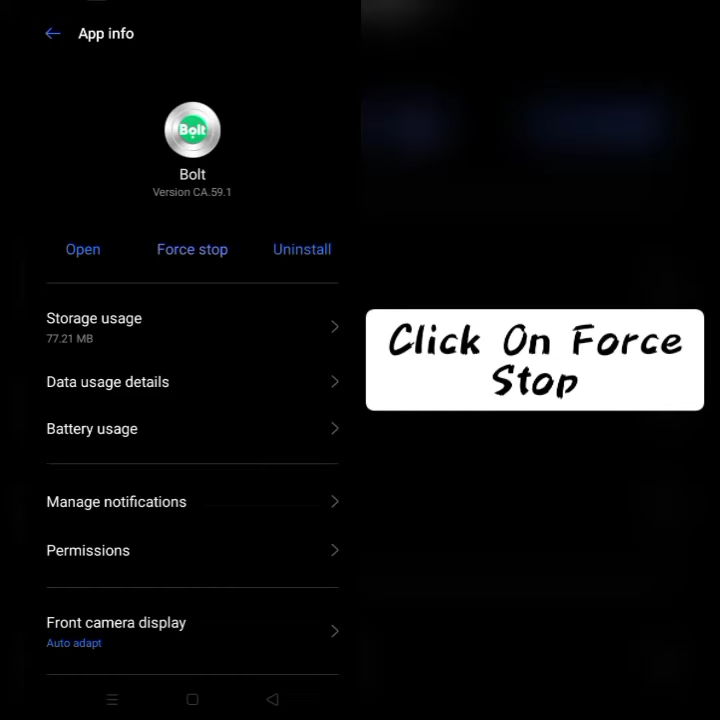 App info
Bolt
Bolt
Version CA.59.1
Open Force stop Uninstall
Storage usage
77.21 MB
Data usage details
Battery usage
Manage notifications
Permissions
Front camera display
Auto adapt
Click On Force
Stop